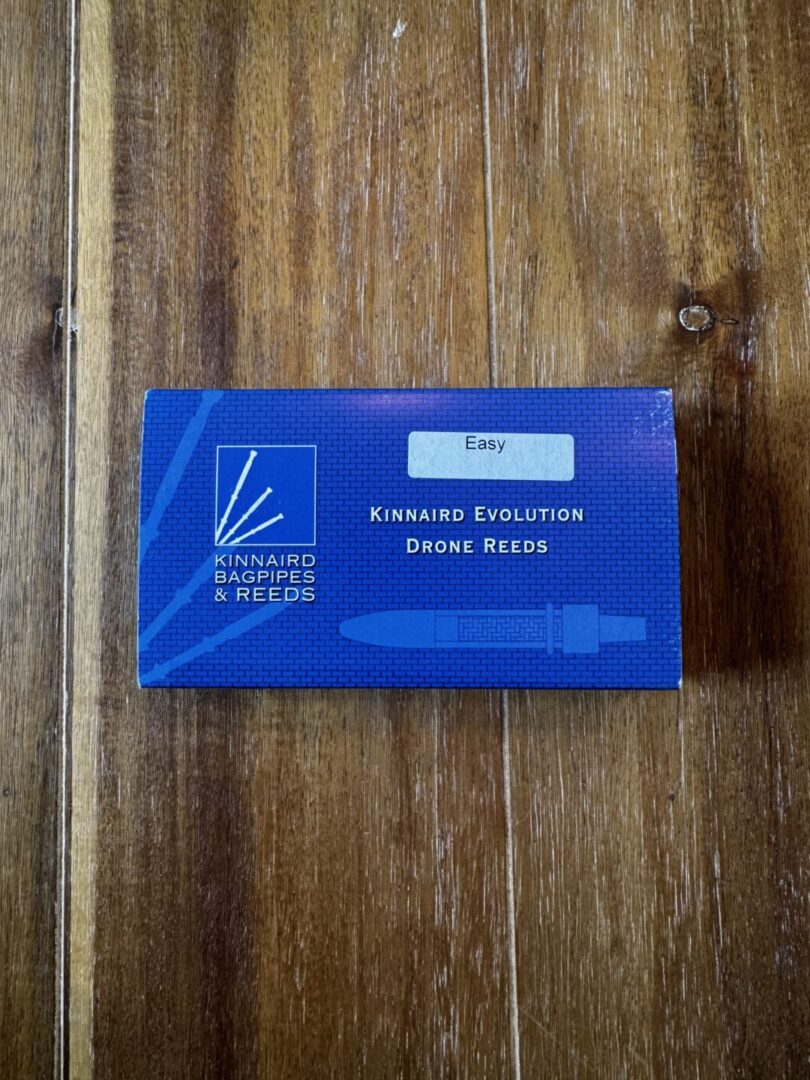 Easy
Kinnaird Evolution
Drone Reeds
KINNAIRD
BAGPIPES
& REEDS